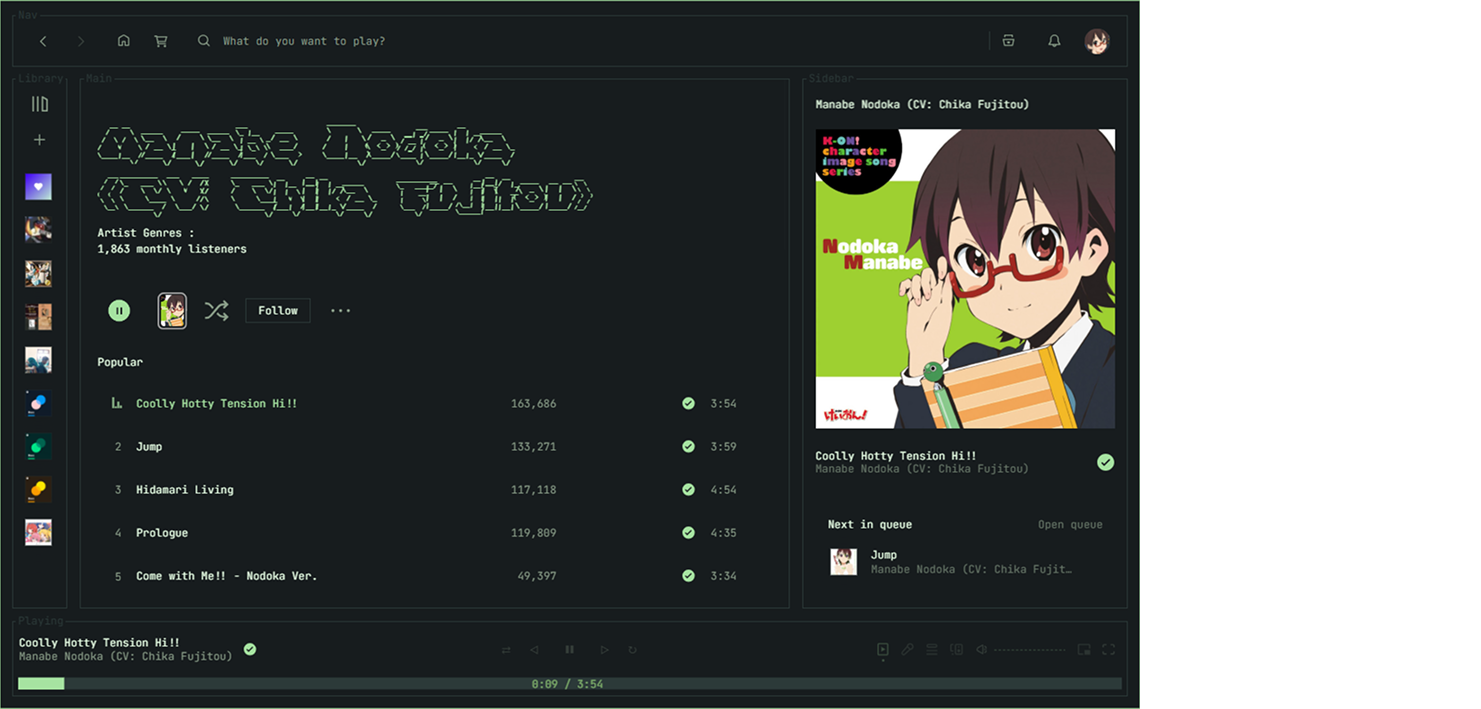 Nav
What do you want to play?
Library
Main
Manabe Nodoka
(CV Chika Fujitou)
Artist Genres :
1,863 monthly listeners
Follow
Popular
Coolly Hotty Tension Hi!! 163,686 3:54
2 Jump 133,271 3:59
3 Hidamari Living 117,118 4:54
4 Prologue 119,809 4:35
5 Come with Me!! - Nodoka Ver. 49,397 3:34
Sidebar
Manabe Nodoka (CV: Chika Fujitou)
K-ON!
character
image song
series
Nodoka
Manabe
けいおん!
Coolly Hotty Tension Hi!!
Manabe Nodoka (CV: Chika Fujitou)
Next in queue Open queue
Jump
Manabe Nodoka (CV: Chika Fujit…
Playing
Coolly Hotty Tension Hi!!
Manabe Nodoka (CV: Chika Fujitou)
0:09 / 3:54